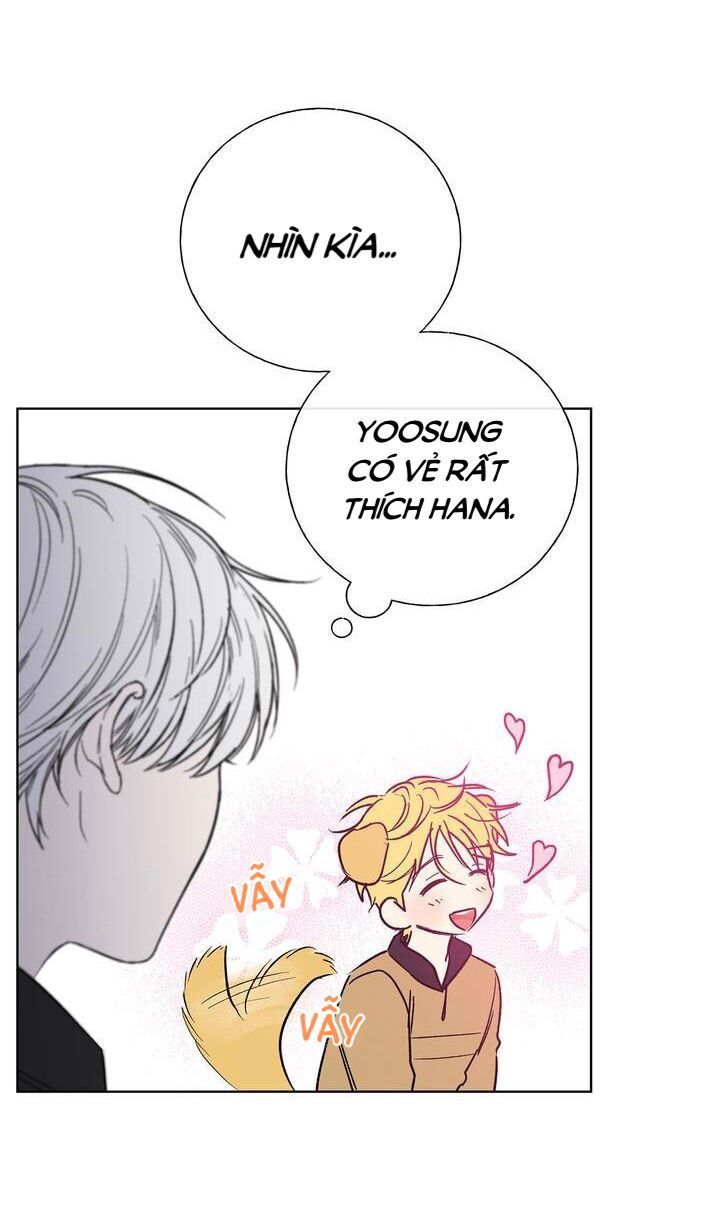 NHÌN KÌA...
YOOSUNG
CÓ VẺ RẤT
THÍCH HANA.
VẪY
VẪY